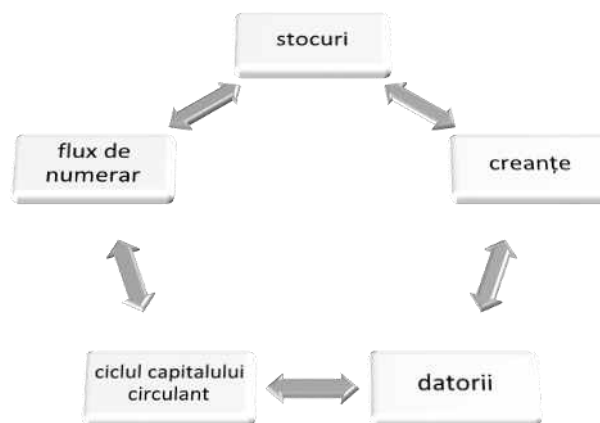 stocuri
flux de
numerar
creanțe
ciclul capitalului
circulant
datorii